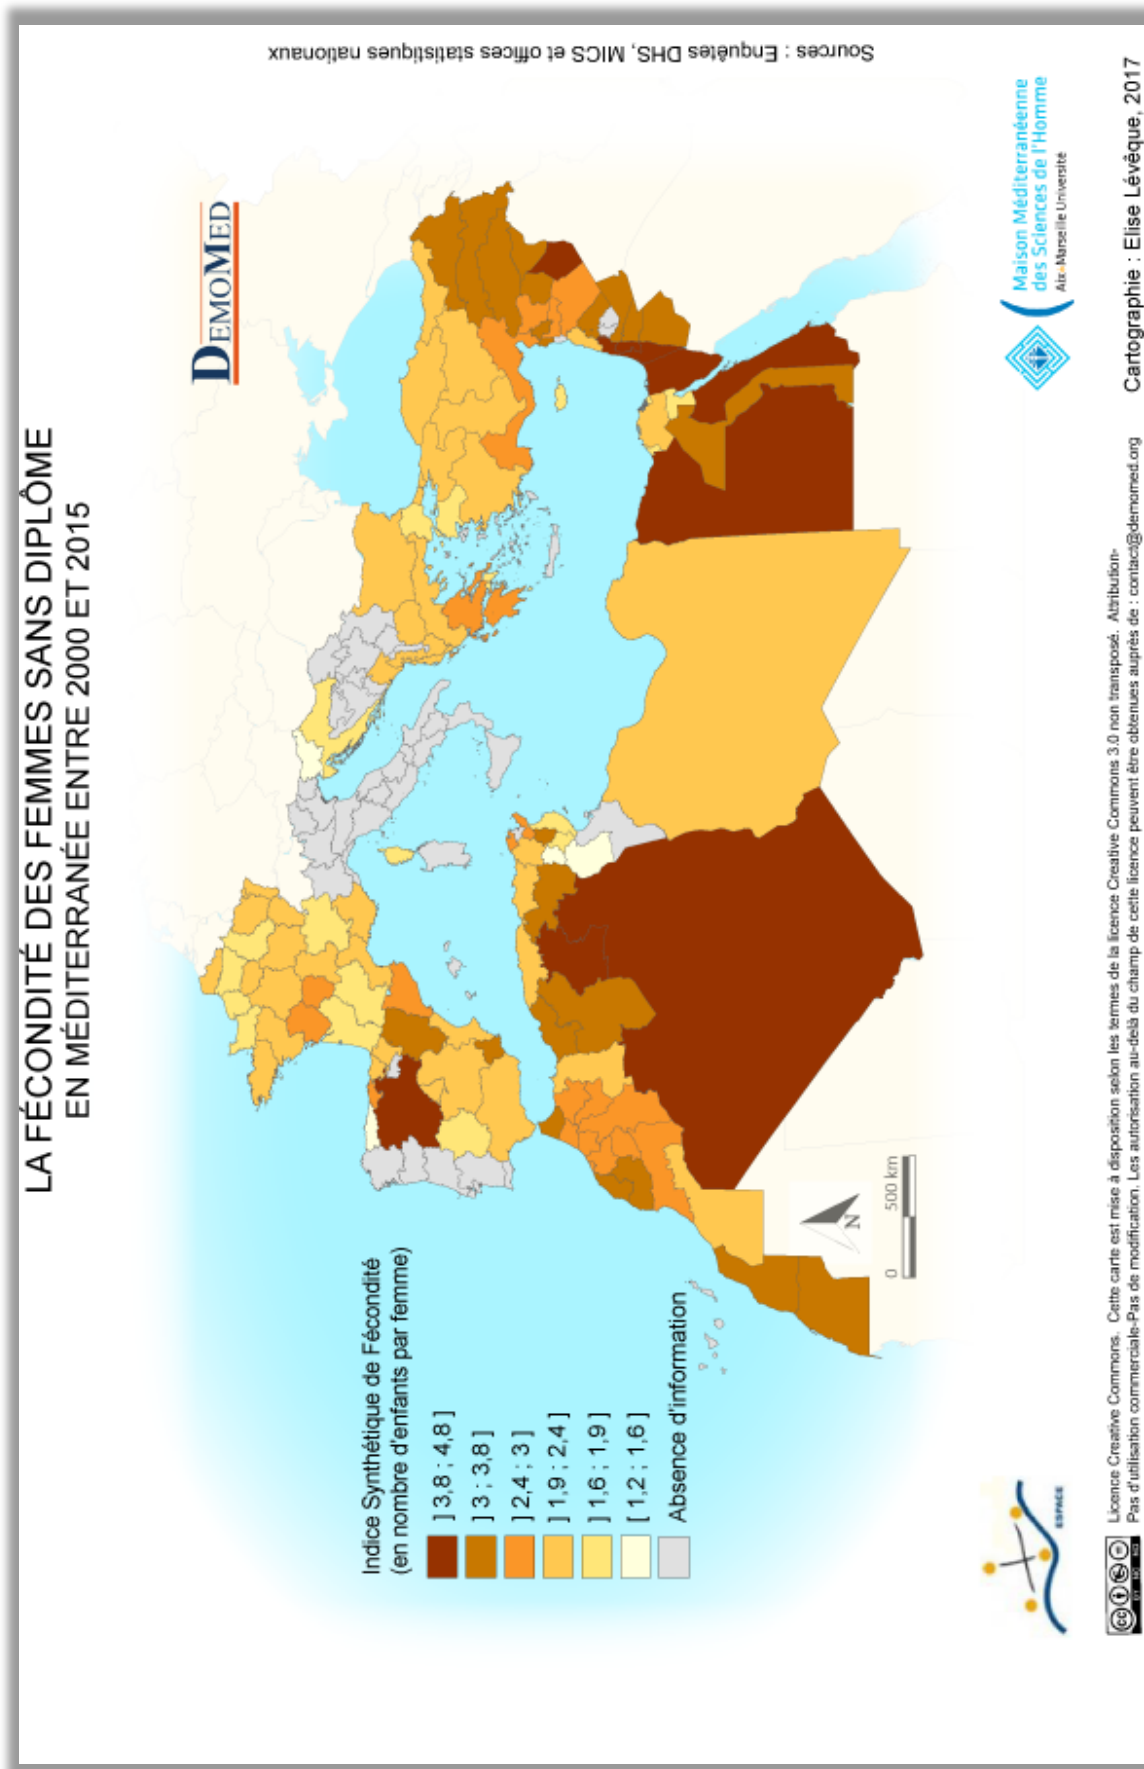 LA FÉCONDITÉ DES FEMMES SANS DIPLÔME
EN MÉDITERRANÉE ENTRE 2000 ET 2015
DEMOMED
Sources : Enquêtes DHS, MICS et offices statistiques nationaux
Indice Synthétique de Fécondité
(en nombre d'enfants par femme)
] 3,8 ; 4,8 ]
] 3 ; 3,8 ]
] 2,4 ; 3 ]
] 1,9 ; 2,4 ]
] 1,6 ; 1,9 ]
[ 1,2 ; 1,6 ]
Absence d'information
N
0 500 km
ESPACE
Maison Méditerranéenne
des Sciences de l'Homme
Aix*Marseille Université
cc
BY NC ND
Licence Creative Commons. Cette carte est mise à disposition selon les termes de la licence Creative Commons 3.0 non transposé. Attribution-
Pas d'utilisation commerciale-Pas de modification. Les autorisation au-delà du champ de cette licence peuvent être obtenues auprès de : contact@demomed.org
Cartographie : Elise Lévêque, 2017